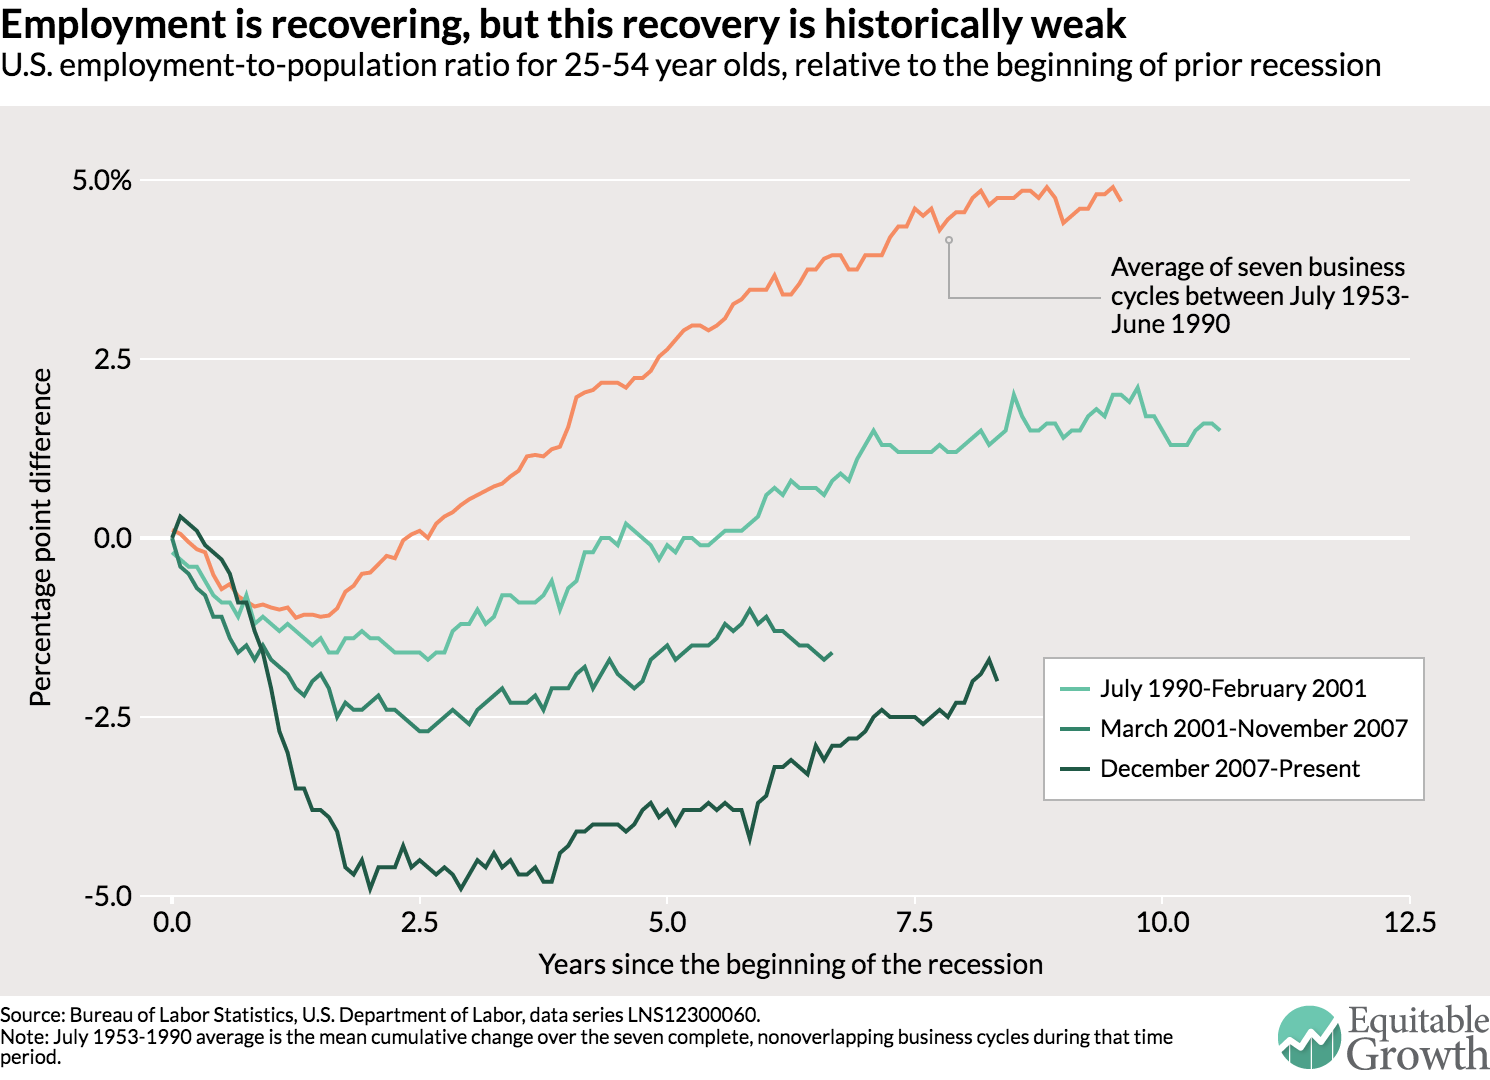 Employment is recovering, but this recovery is historically weak
U.S. employment-to-population ratio for 25-54 year olds, relative to the beginning of prior recession
5.0%
2.5
0.0
-2.5
-5.0
Percentage point difference
Average of seven business
cycles between July 1953-
June 1990
July 1990-February 2001
March 2001-November 2007
December 2007-Present
0.0 2.5 5.0 7.5 10.0 12.5
Years since the beginning of the recession
Source: Bureau of Labor Statistics, U.S. Department of Labor, data series LNS12300060.
Note: July 1953-1990 average is the mean cumulative change over the seven complete, nonoverlapping business cycles during that time
period.
Equitable
Growth